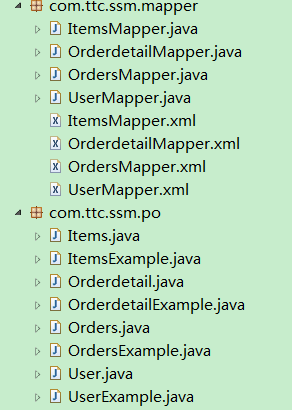 com.ttc.ssm.mapper
ItemsMapper.java
OrderdetailMapper.java
OrdersMapper.java
UserMapper.java
ItemsMapper.xml
OrderdetailMapper.xml
OrdersMapper.xml
UserMapper.xml
com.ttc.ssm.po
Items.java
ItemsExample.java
Orderdetail.java
OrderdetailExample.java
Orders.java
OrdersExample.java
User.java
UserExample.java